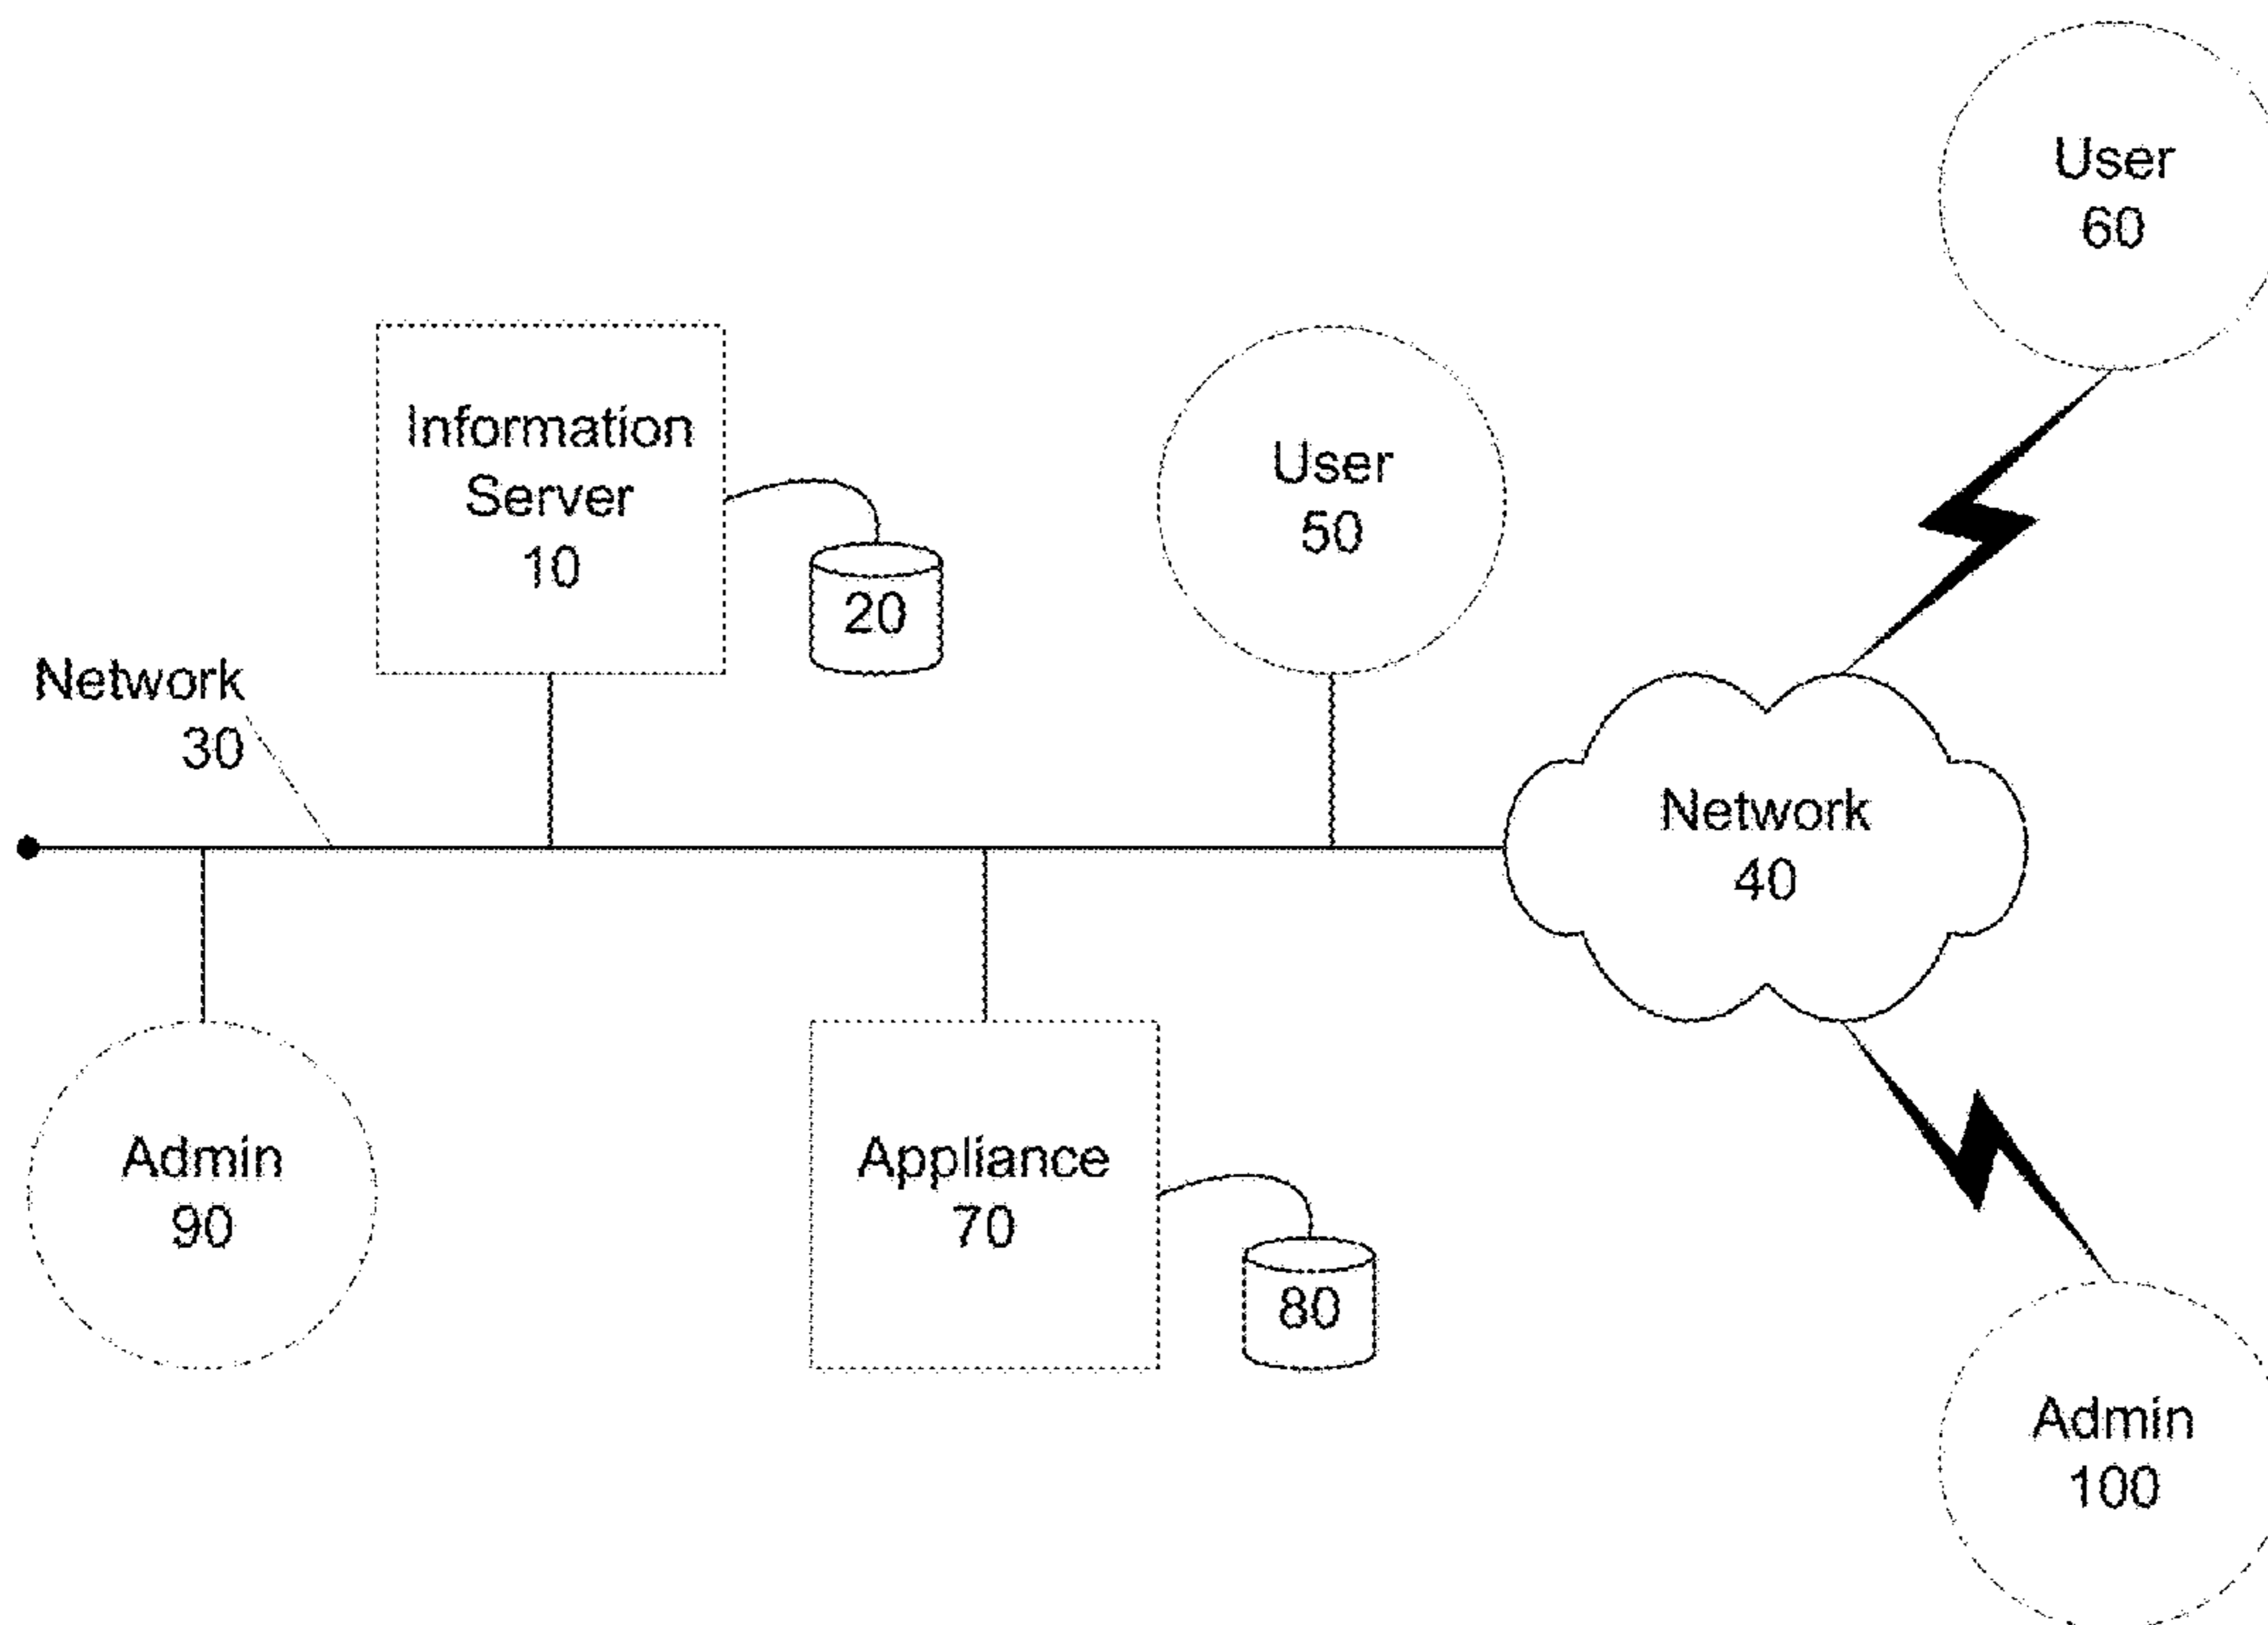 User
60
Information
Server
10
20
User
50
Network
30
Network
40
Admin
90
Appliance
70
80
Admin
100